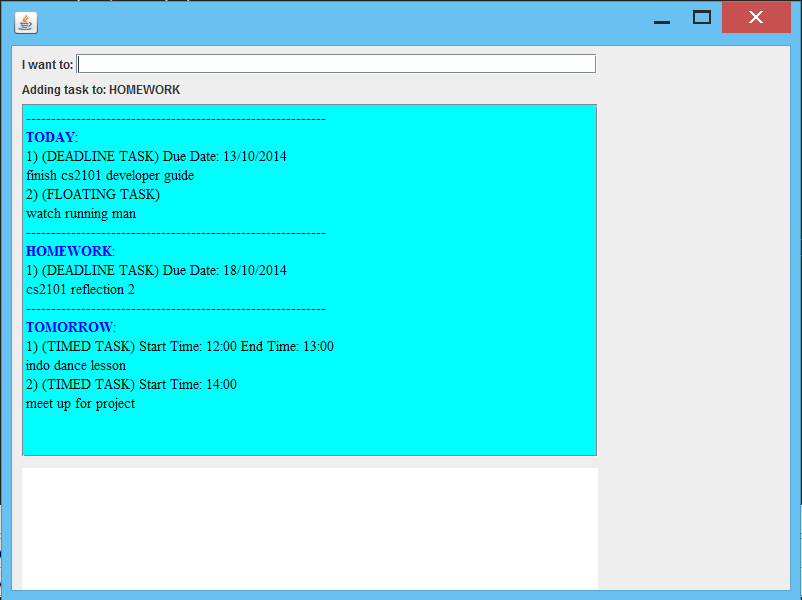 I want to:
Adding task to: HOMEWORK
------------------------------------------------------------
TODAY:
1) (DEADLINE TASK) Due Date: 13/10/2014
finish cs2101 developer guide
2) (FLOATING TASK)
watch running man
------------------------------------------------------------
HOMEWORK:
1) (DEADLINE TASK) Due Date: 18/10/2014
cs2101 reflection 2
------------------------------------------------------------
TOMORROW:
1) (TIMED TASK) Start Time: 12:00 End Time: 13:00
indo dance lesson
2) (TIMED TASK) Start Time: 14:00
meet up for project